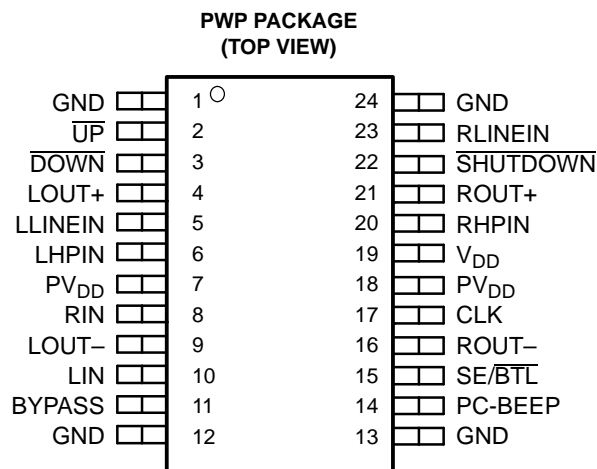 PWP PACKAGE
(TOP VIEW)
GND 1 24 GND
UP 2 23 RLINEIN
DOWN 3 22 SHUTDOWN
LOUT+ 4 21 ROUT+
LLINEIN 5 20 RHPIN
LHPIN 6 19 VDD
PVDD 7 18 PVDD
RIN 8 17 CLK
LOUT– 9 16 ROUT–
LIN 10 15 SE/BTL
BYPASS 11 14 PC-BEEP
GND 12 13 GND